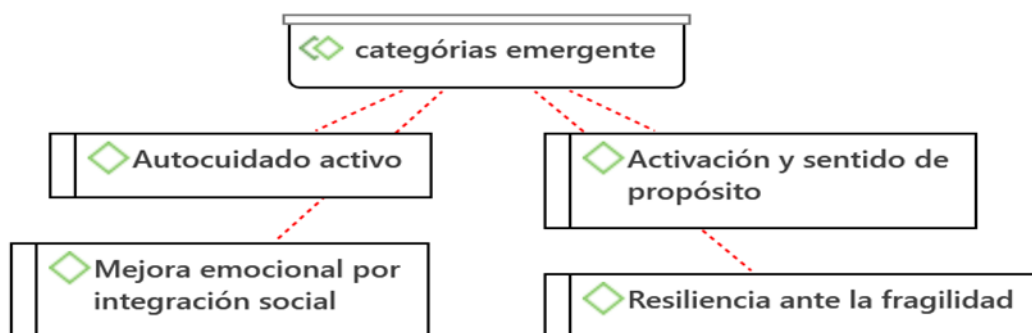 categórias emergente
Autocuidado activo
Activación y sentido de
propósito
Mejora emocional por
integración social
Resiliencia ante la fragilidad